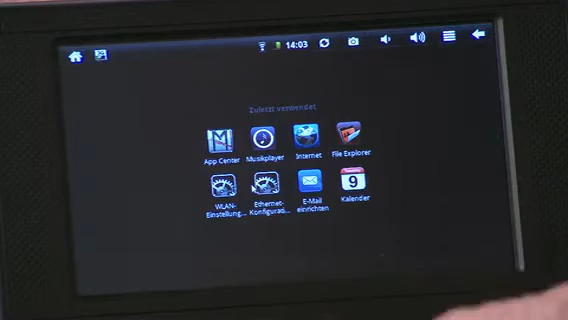 14:03
Zuletzt verwendet
App Center Musikplayer Internet File Explorer
9
WLAN-
Einstellung... Ethernet-
Konfigurati... E-Mail
einrichten Kalender